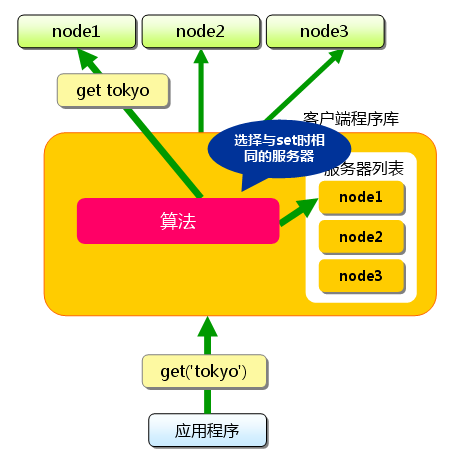 node1
node2
node3
get tokyo
客户端程序库
选择与set时相
同的服务器
服务器列表
node1
算法
node2
node3
get('tokyo')
应用程序